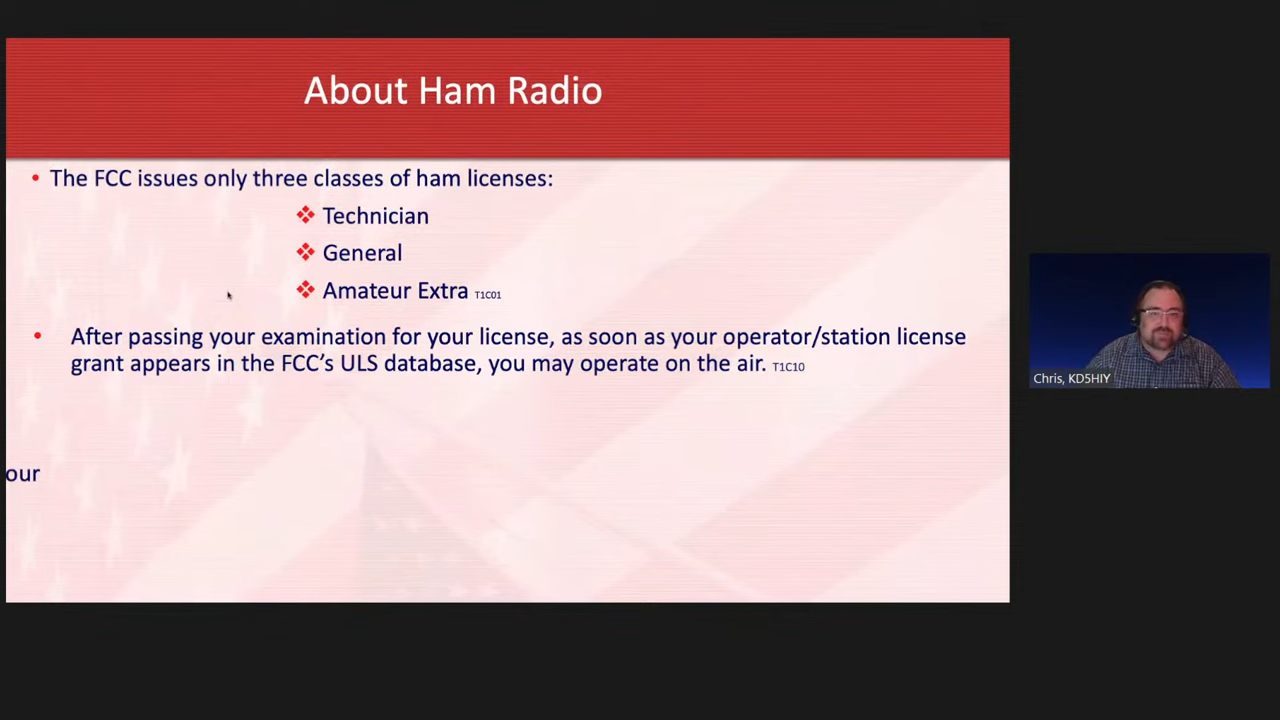 About Ham Radio
• The FCC issues only three classes of ham licenses:
❖ Technician
❖ General
❖ Amateur Extra T1C01
• After passing your examination for your license, as soon as your operator/station license
grant appears in the FCC’s ULS database, you may operate on the air. T1C10
our
Chris, KD5HIY